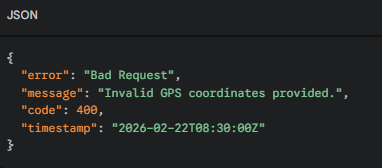 JSON
{
  "error": "Bad Request",
  "message": "Invalid GPS coordinates provided.",
  "code": 400,
  "timestamp": "2026-02-22T08:30:00Z"
}